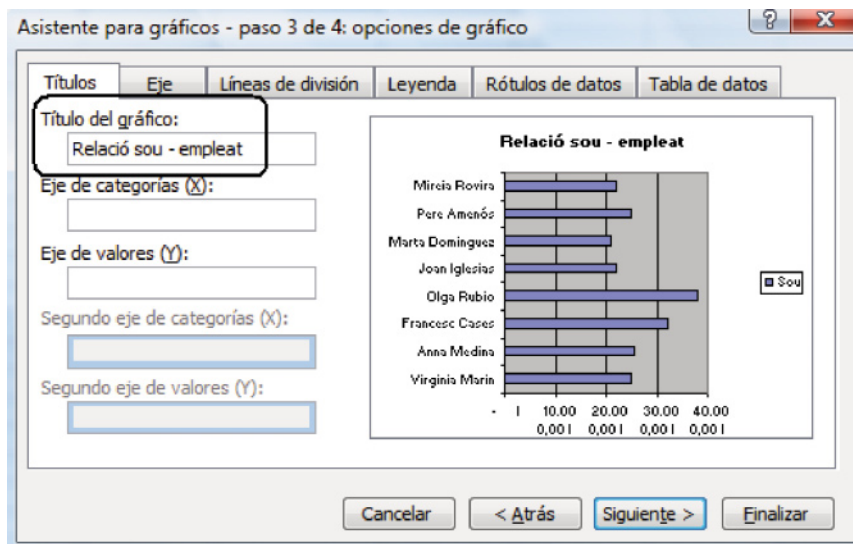 Asistente para gráficos - paso 3 de 4: opciones de gráfico
Títulos Eje Líneas de división Leyenda Rótulos de datos Tabla de datos
Título del gráfico:
Relació sou - empleat
Eje de categorías (X):
Eje de valores (Y):
Segundo eje de categorías (X):
Segundo eje de valores (Y):
Relació sou - empleat
Mireia Rovira
Pere Amenós
Marta Dominguez
Joan Iglesias
Olga Rubio
Francesc Cases
Anna Medina
Virginia Marin
- l 10.00 20.00 30.00 40.00
0,00 l 0,00 l 0,00 l 0,00 l
Sou
Cancelar < Atrás Siguiente > Finalizar